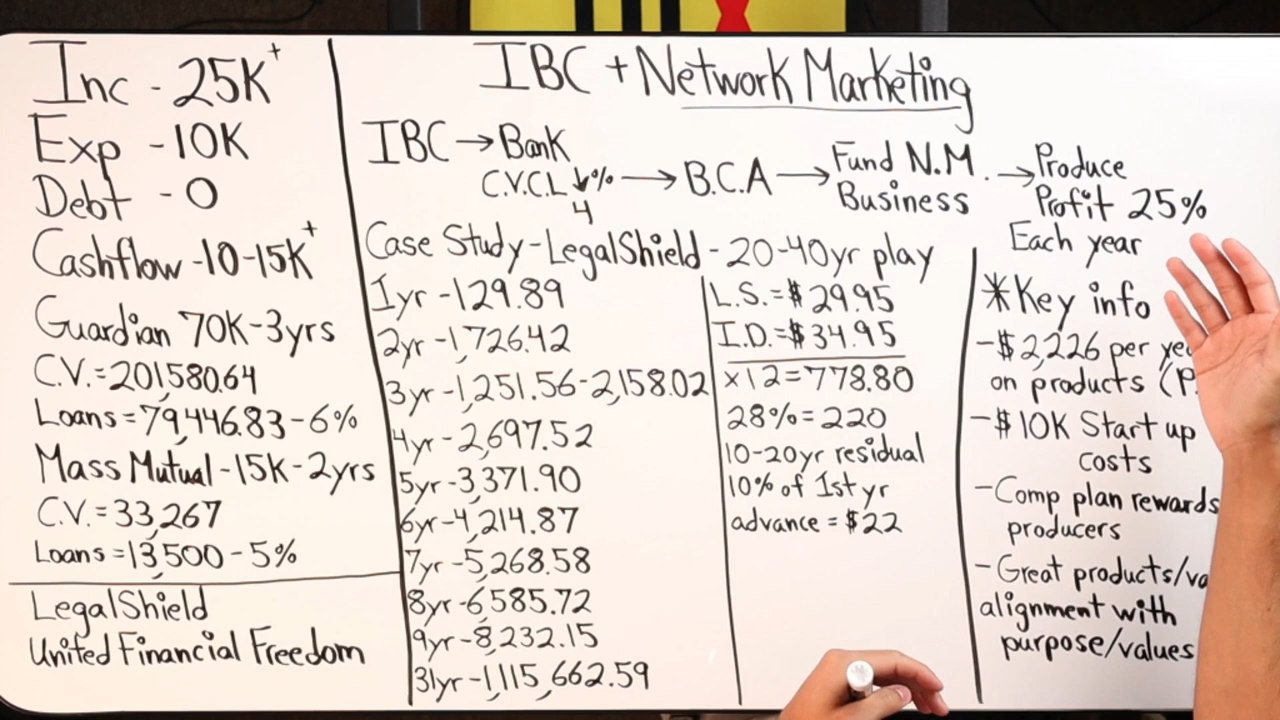 IBC + Network Marketing
Inc - 25K+
Exp - 10K
Debt - 0
Cashflow - 10-15K+
Guardian 70K-3yrs
C.V. = 201,580.64
Loans = 79,446.83 - 6%
Mass Mutual - 15K - 2yrs
C.V. = 33,267
Loans = 13,500 - 5%
LegalShield
United Financial Freedom
IBC → Bank
C.V.C.L ↓% → B.C.A → Fund N.M. Business → Produce
4
Profit 25%
Each year
Case Study - LegalShield - 20-40yr play
1yr - 129.89
2yr - 1,726.42
3yr - 1,251.56 - 2,158.02
4yr - 2,697.52
5yr - 3,371.90
6yr - 4,214.87
7yr - 5,268.58
8yr - 6,585.72
9yr - 8,232.15
31yr - 1,115,662.59
L.S. = $29.95
I.D. = $34.95
x12 = 778.80
28% = 220
10-20yr residual
10% of 1st yr
advance = $22
*Key info
- $2,226 per
on products
- $10K Start up
costs
- Comp plan rewards
producers
- Great products/
alignment with
purpose/values